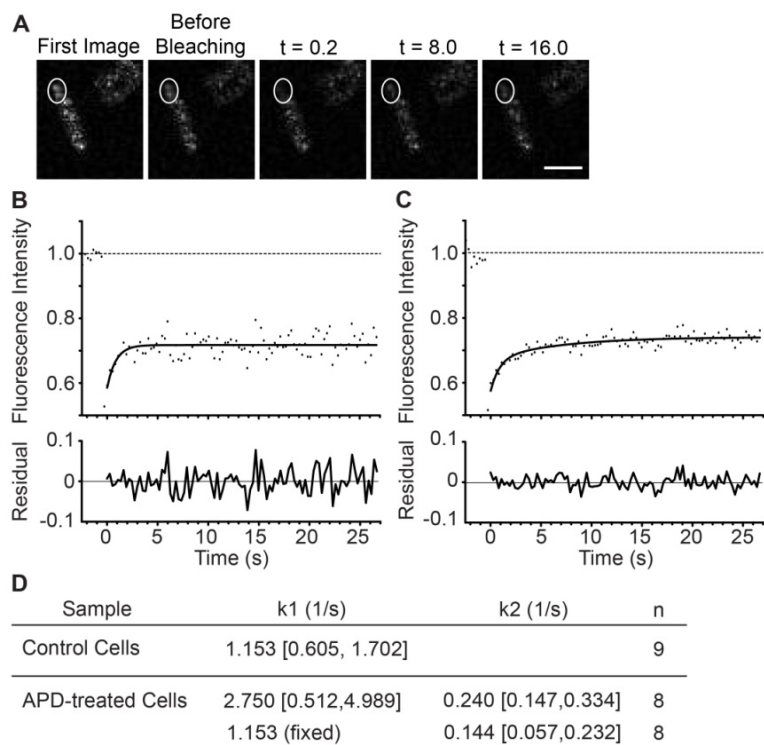 A
First Image
Before
Bleaching
t = 0.2
t = 8.0
t = 16.0
B
C
Fluorescence Intensity
1.0
0.8
0.6
Fluorescence Intensity
1.0
0.8
0.6
Residual
0.1
0
-0.1
0 5 10 15 20 25
Time (s)
Residual
0.1
0
-0.1
0 5 10 15 20 25
Time (s)
D
Sample k1 (1/s) k2 (1/s) n
Control Cells 1.153 [0.605, 1.702] 9
APD-treated Cells 2.750 [0.512,4.989] 0.240 [0.147,0.334] 8
1.153 (fixed) 0.144 [0.057,0.232] 8